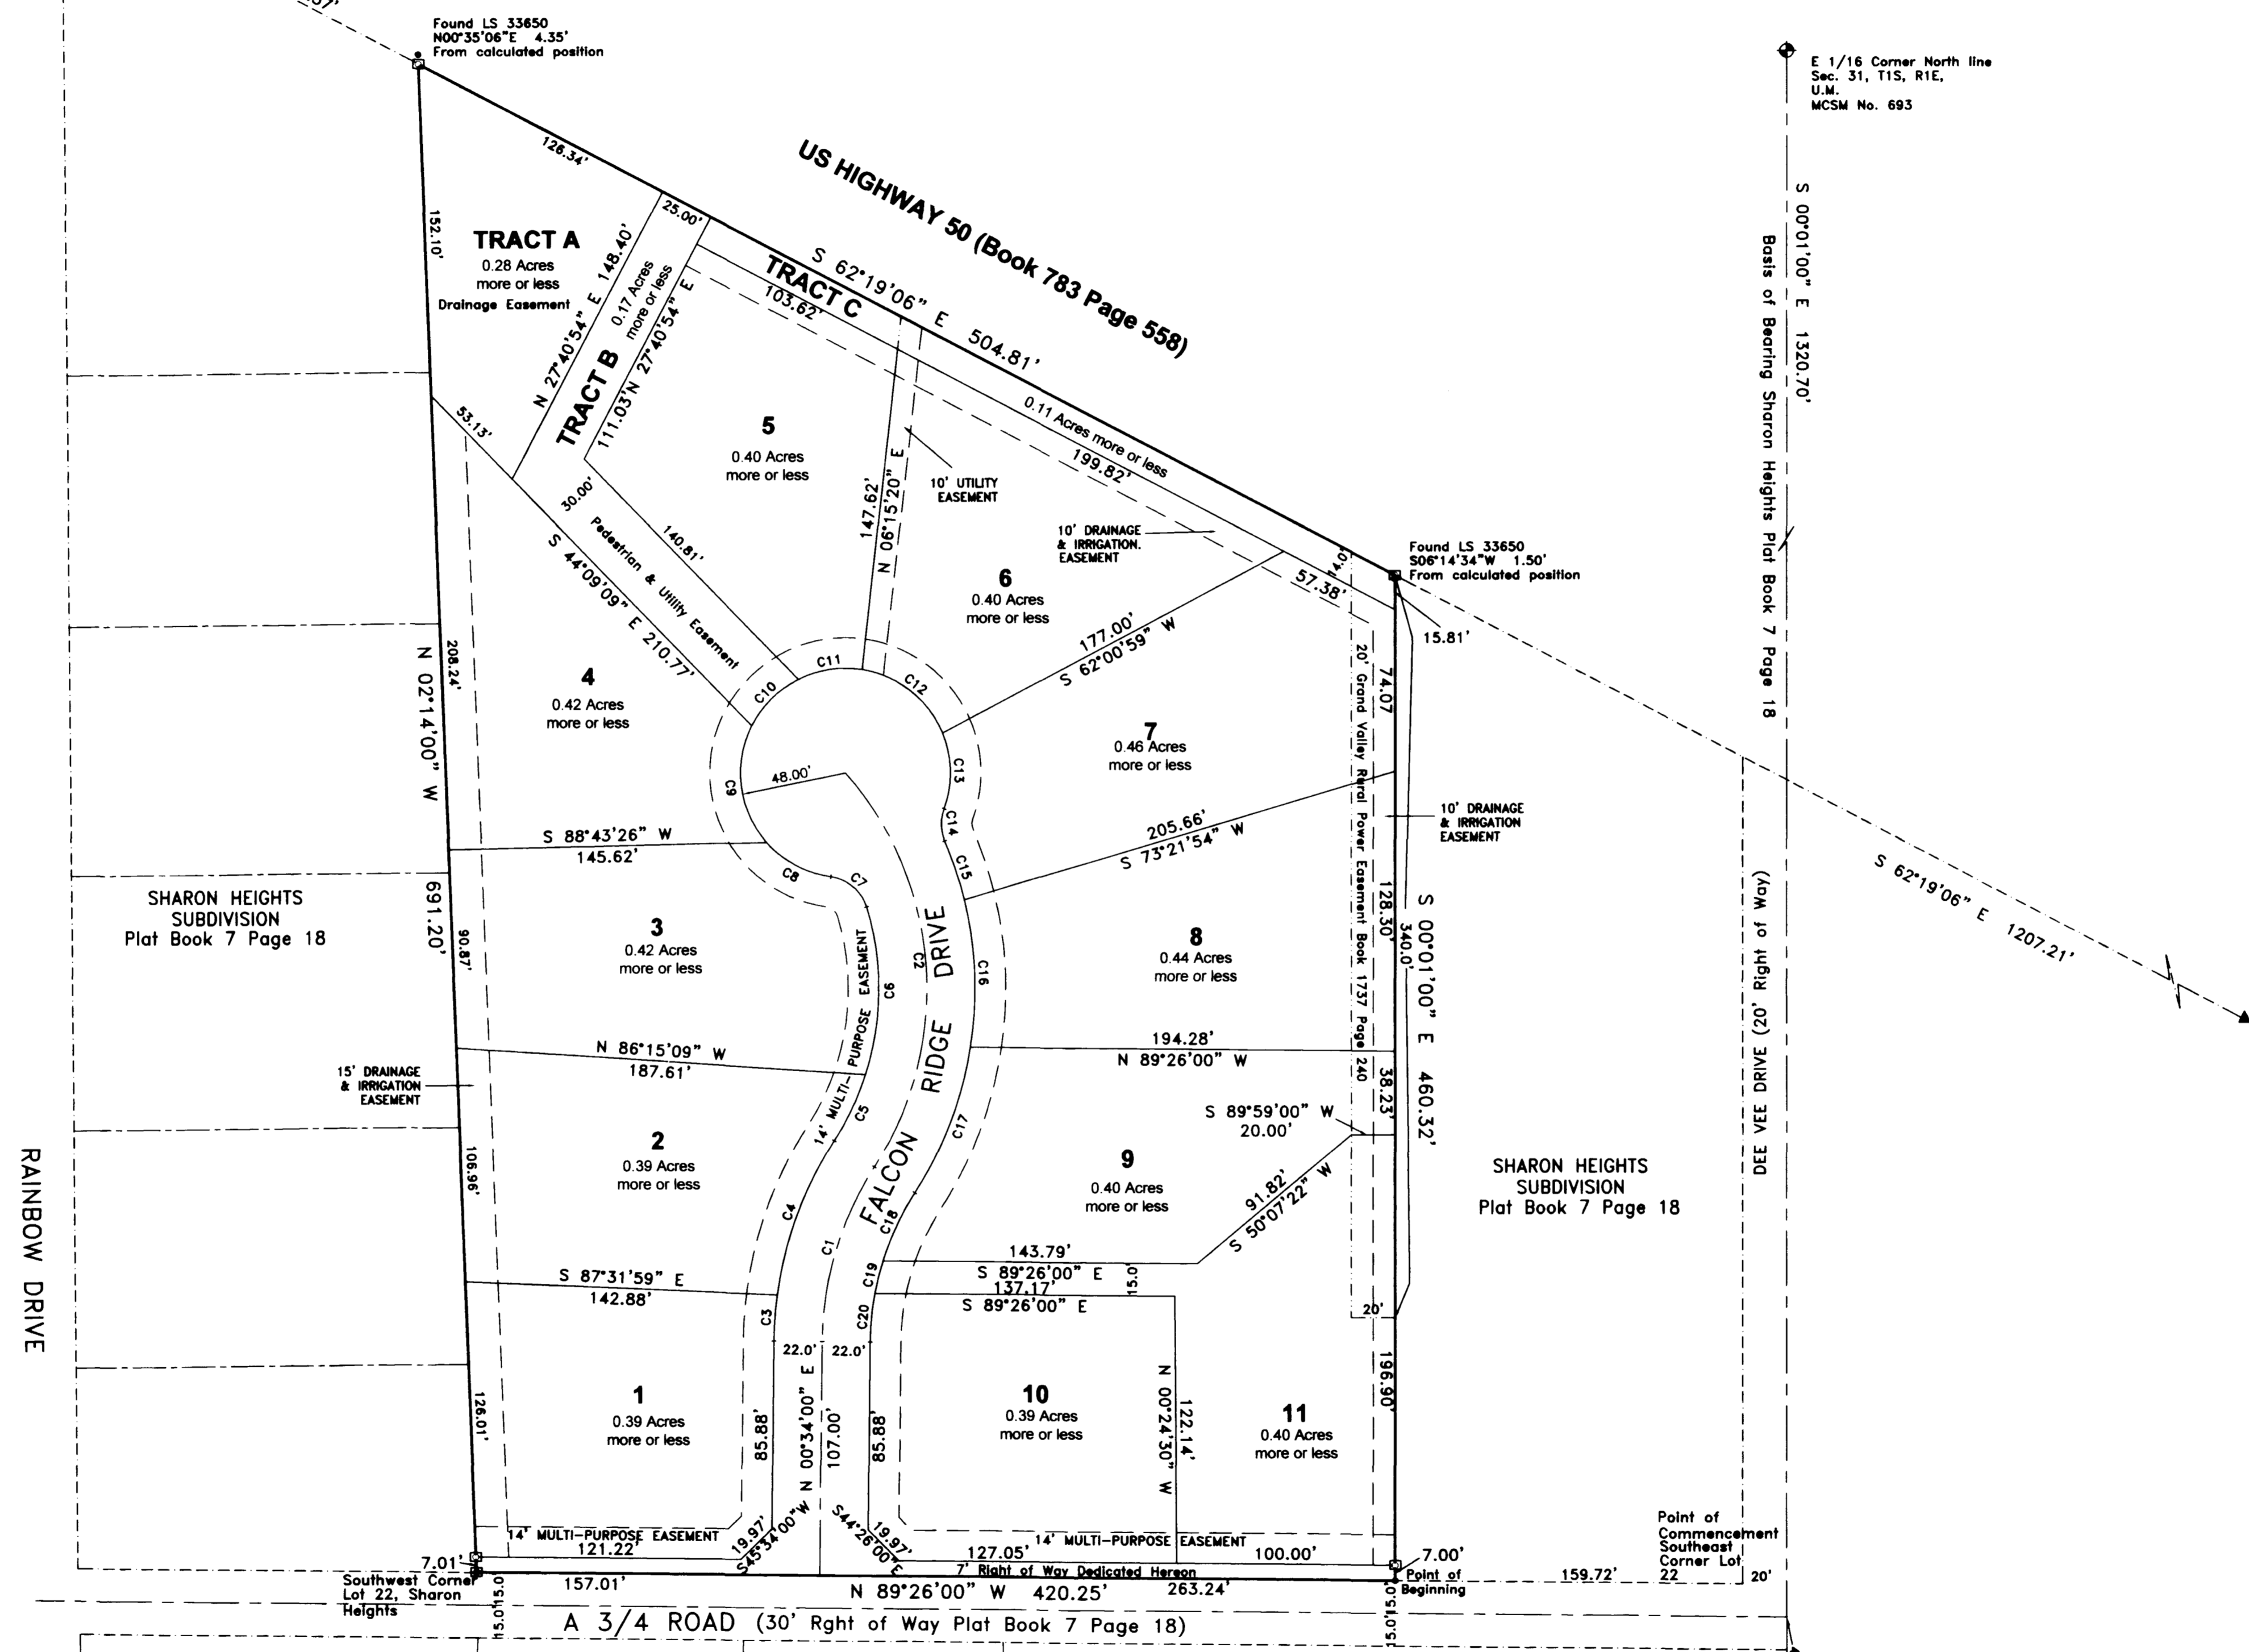 Found LS 33650
N00°35'06"E 4.35'
From calculated position
E 1/16 Corner North line
Sec. 31, T1S, R1E,
U.M.
MCSM No. 693
S 00°01'00" E 1320.70'
Basis of Bearing Sharon Heights Plat Book 7 Page 18
126.34'
25.00'
US HIGHWAY 50 (Book 783 Page 558)
S 62°19'06" E 504.81'
152.10'
TRACT A
0.28 Acres
more or less
Drainage Easement
N 27°40'54" E 148.40'
TRACT B
0.17 Acres
more or less
111.03' N 27°40'54" E
TRACT C
103.62'
0.11 Acres more or less
199.82'
53.13'
5
0.40 Acres
more or less
147.62'
N 06°15'20" E
10' UTILITY
EASEMENT
10' DRAINAGE
& IRRIGATION.
EASEMENT
14.0'
57.38'
Found LS 33650
S06°14'34"W 1.50'
From calculated position
15.81'
30.00'
Pedestrian & Utility Easement
140.81'
S 44°09'09" E 210.77'
6
0.40 Acres
more or less
177.00'
S 62°00'59" W
208.24'
N 02°14'00" W
691.20'
4
0.42 Acres
more or less
C10
C11
C12
C13
C9
48.00'
C14
C15
C8
C7
7
0.46 Acres
more or less
205.66'
S 73°21'54" W
74.07
20' Grand Valley Rural Power Easement Book 1737 Page 240
10' DRAINAGE
& IRRIGATION
EASEMENT
S 88°43'26" W
145.62'
SHARON HEIGHTS
SUBDIVISION
Plat Book 7 Page 18
90.87'
3
0.42 Acres
more or less
14' MULTI-PURPOSE EASEMENT
C6
C2
FALCON RIDGE DRIVE
C16
8
0.44 Acres
more or less
128.30'
340.0'
S 00°01'00" E 460.32'
S 62°19'06" E 1207.21'
DEE VEE DRIVE (20' Right of Way)
194.28'
N 89°26'00" W
38.23'
N 86°15'09" W
187.61'
15' DRAINAGE
& IRRIGATION
EASEMENT
C5
C17
S 89°59'00" W
20.00'
RAINBOW DRIVE
106.96'
2
0.39 Acres
more or less
C4
C1
C18
9
0.40 Acres
more or less
91.82'
S 50°07'22" W
SHARON HEIGHTS
SUBDIVISION
Plat Book 7 Page 18
143.79'
S 89°26'00" E
137.17'
S 89°26'00" E
15.0'
C19
C20
S 87°31'59" E
142.88'
C3
20'
22.0'
22.0'
126.01'
1
0.39 Acres
more or less
85.88'
N 00°34'00" E
107.00'
85.88'
10
0.39 Acres
more or less
N 00°24'30" W
122.14'
11
0.40 Acres
more or less
196.90'
14' MULTI-PURPOSE EASEMENT
121.22'
19.97'
S45°34'00"W
S44°26'00"E
19.97'
14' MULTI-PURPOSE EASEMENT
127.05'
100.00'
7' Right of Way Dedicated Hereon
7.01'
7.00'
Southwest Corner
Lot 22, Sharon
Heights
157.01'
N 89°26'00" W 420.25'
263.24'
Point of
Beginning
159.72'
Point of
Commencement
Southeast
Corner Lot
22
20'
15.0'
15.0'
15.0'
15.0'
A 3/4 ROAD (30' Rght of Way Plat Book 7 Page 18)